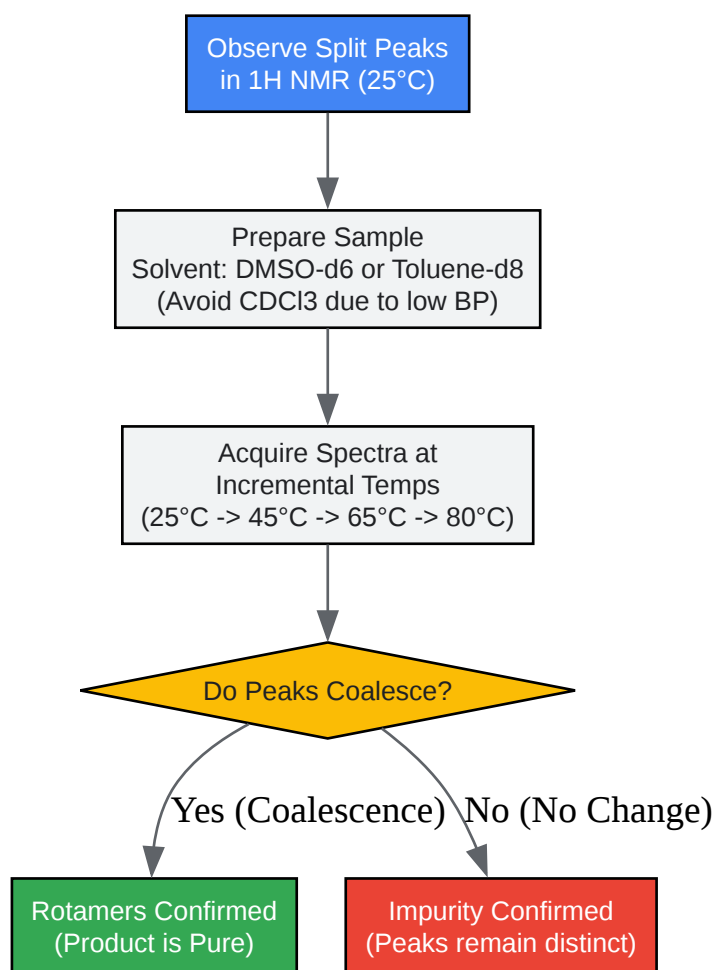 Observe Split Peaks
in 1H NMR (25°C)
Prepare Sample
Solvent: DMSO-d6 or Toluene-d8
(Avoid CDCl3 due to low BP)
Acquire Spectra at
Incremental Temps
(25°C -> 45°C -> 65°C -> 80°C)
Do Peaks Coalesce?
Yes (Coalescence)
No (No Change)
Rotamers Confirmed
(Product is Pure)
Impurity Confirmed
(Peaks remain distinct)